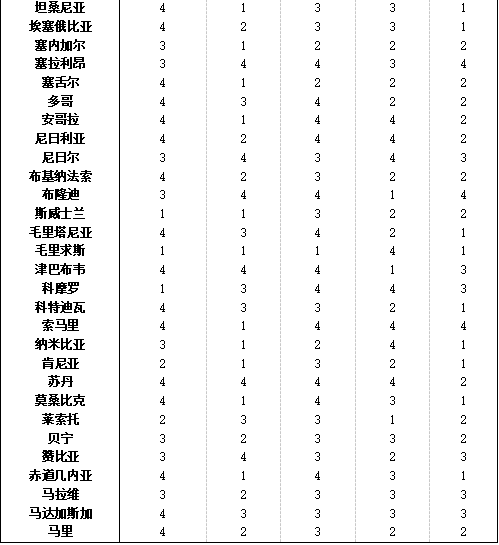 坦桑尼亚 4 1 3 3 1
埃塞俄比亚 4 2 3 3 1
塞内加尔 3 1 2 2 2
塞拉利昂 3 4 4 3 4
塞舌尔 4 1 2 2 2
多哥 4 3 4 2 2
安哥拉 4 1 4 4 2
尼日利亚 4 2 4 4 2
尼日尔 3 4 3 4 3
布基纳法索 4 2 3 2 2
布隆迪 3 4 4 1 4
斯威士兰 1 1 3 2 2
毛里塔尼亚 4 3 4 2 1
毛里求斯 1 1 1 4 1
津巴布韦 4 4 4 1 3
科摩罗 1 3 4 4 3
科特迪瓦 4 3 3 2 1
索马里 4 1 4 4 4
纳米比亚 3 1 2 4 1
肯尼亚 2 1 3 2 1
苏丹 4 4 4 4 2
莫桑比克 4 1 4 3 1
莱索托 2 3 3 1 2
贝宁 3 2 3 3 2
赞比亚 3 4 3 2 3
赤道几内亚 4 1 4 3 1
马拉维 3 2 3 3 3
马达加斯加 4 3 3 3 3
马里 4 2 3 2 2